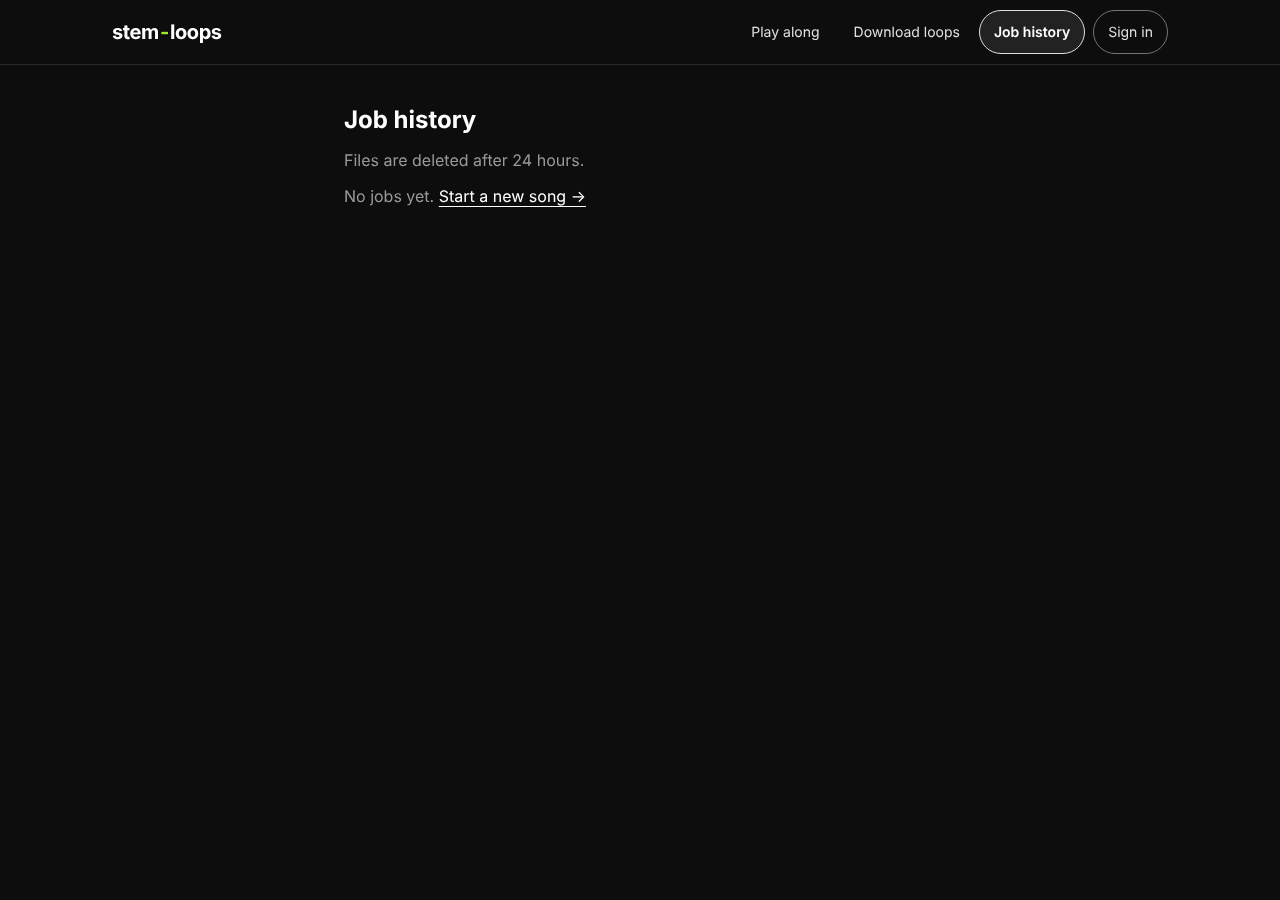 stem-loops
Play along
Download loops
Job history
Sign in
Job history
Files are deleted after 24 hours.
No jobs yet. Start a new song →